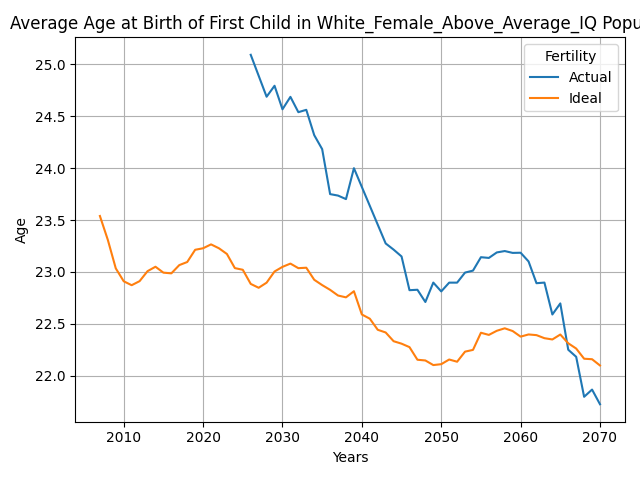 Average Age at Birth of First Child in White_Female_Above_Average_IQ Popu
Fertility
Actual
Ideal
25.0
24.5
24.0
23.5
23.0
22.5
22.0
Age
2010 2020 2030 2040 2050 2060 2070
Years